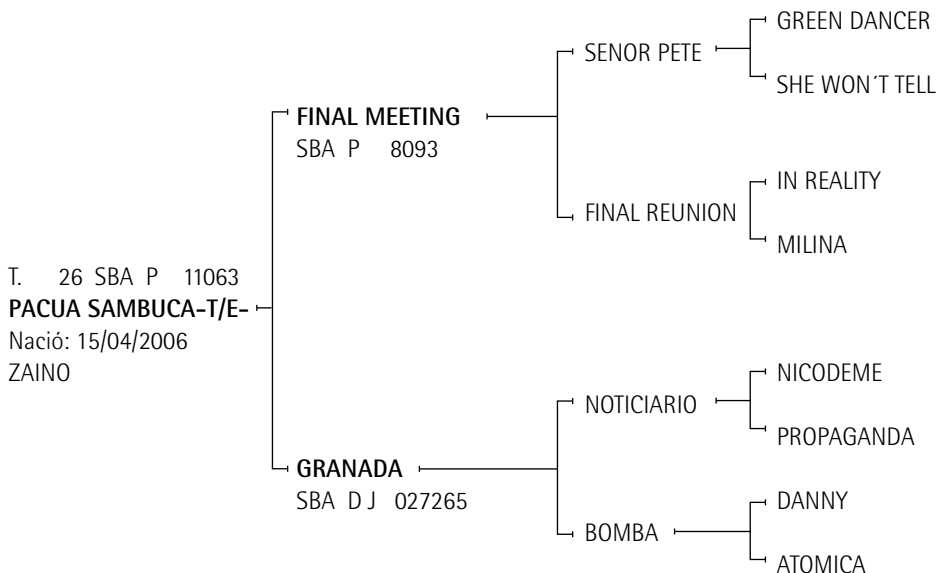 GREEN DANCER
SENOR PETE
SHE WON´T TELL
FINAL MEETING
SBA P 8093
IN REALITY
FINAL REUNION
MILINA
T. 26 SBA P 11063
PACUA SAMBUCA-T/E-
Nació: 15/04/2006
ZAINO
NICODEME
NOTICIARIO
PROPAGANDA
GRANADA
SBA D J 027265
DANNY
BOMBA
ATOMICA